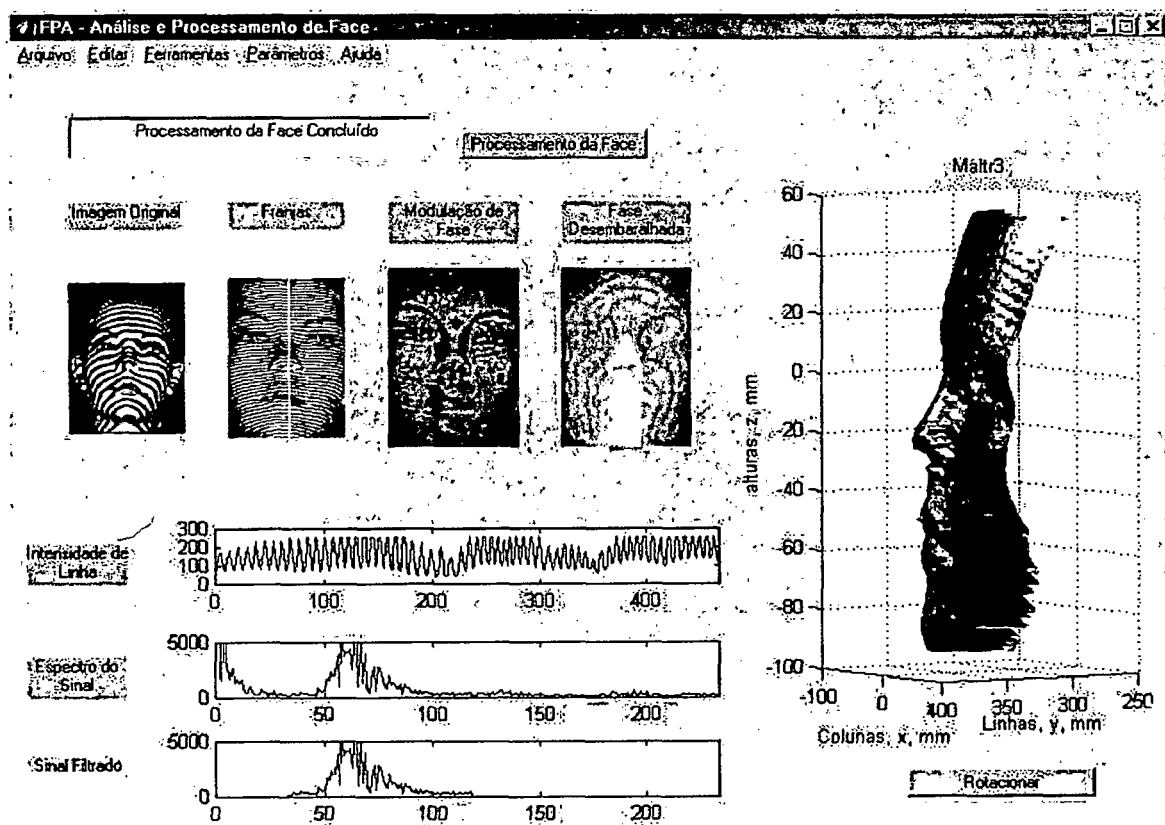 FPA - Análise e Processamento de Face
Arquivo Editar Ferramentas Parâmetros Ajuda
Processamento da Face Concluído
Processamento da Face
Imagem Original
Franjas
Modulação de
Fase
Fase
Desembaralhada
Máltr3
60
40
20
0
-20
-40
-60
-80
-100
alturas, z, mm
-100
0
400
350
300
250
Colunas, x, mm
Linhas, y, mm
Rotacionar
Intensidade de
Linha
300
200
100
0
0
100
200
300
400
Espectro do
Sinal
5000
0
0
50
100
150
200
Sinal Filtrado
5000
0
0
50
100
150
200